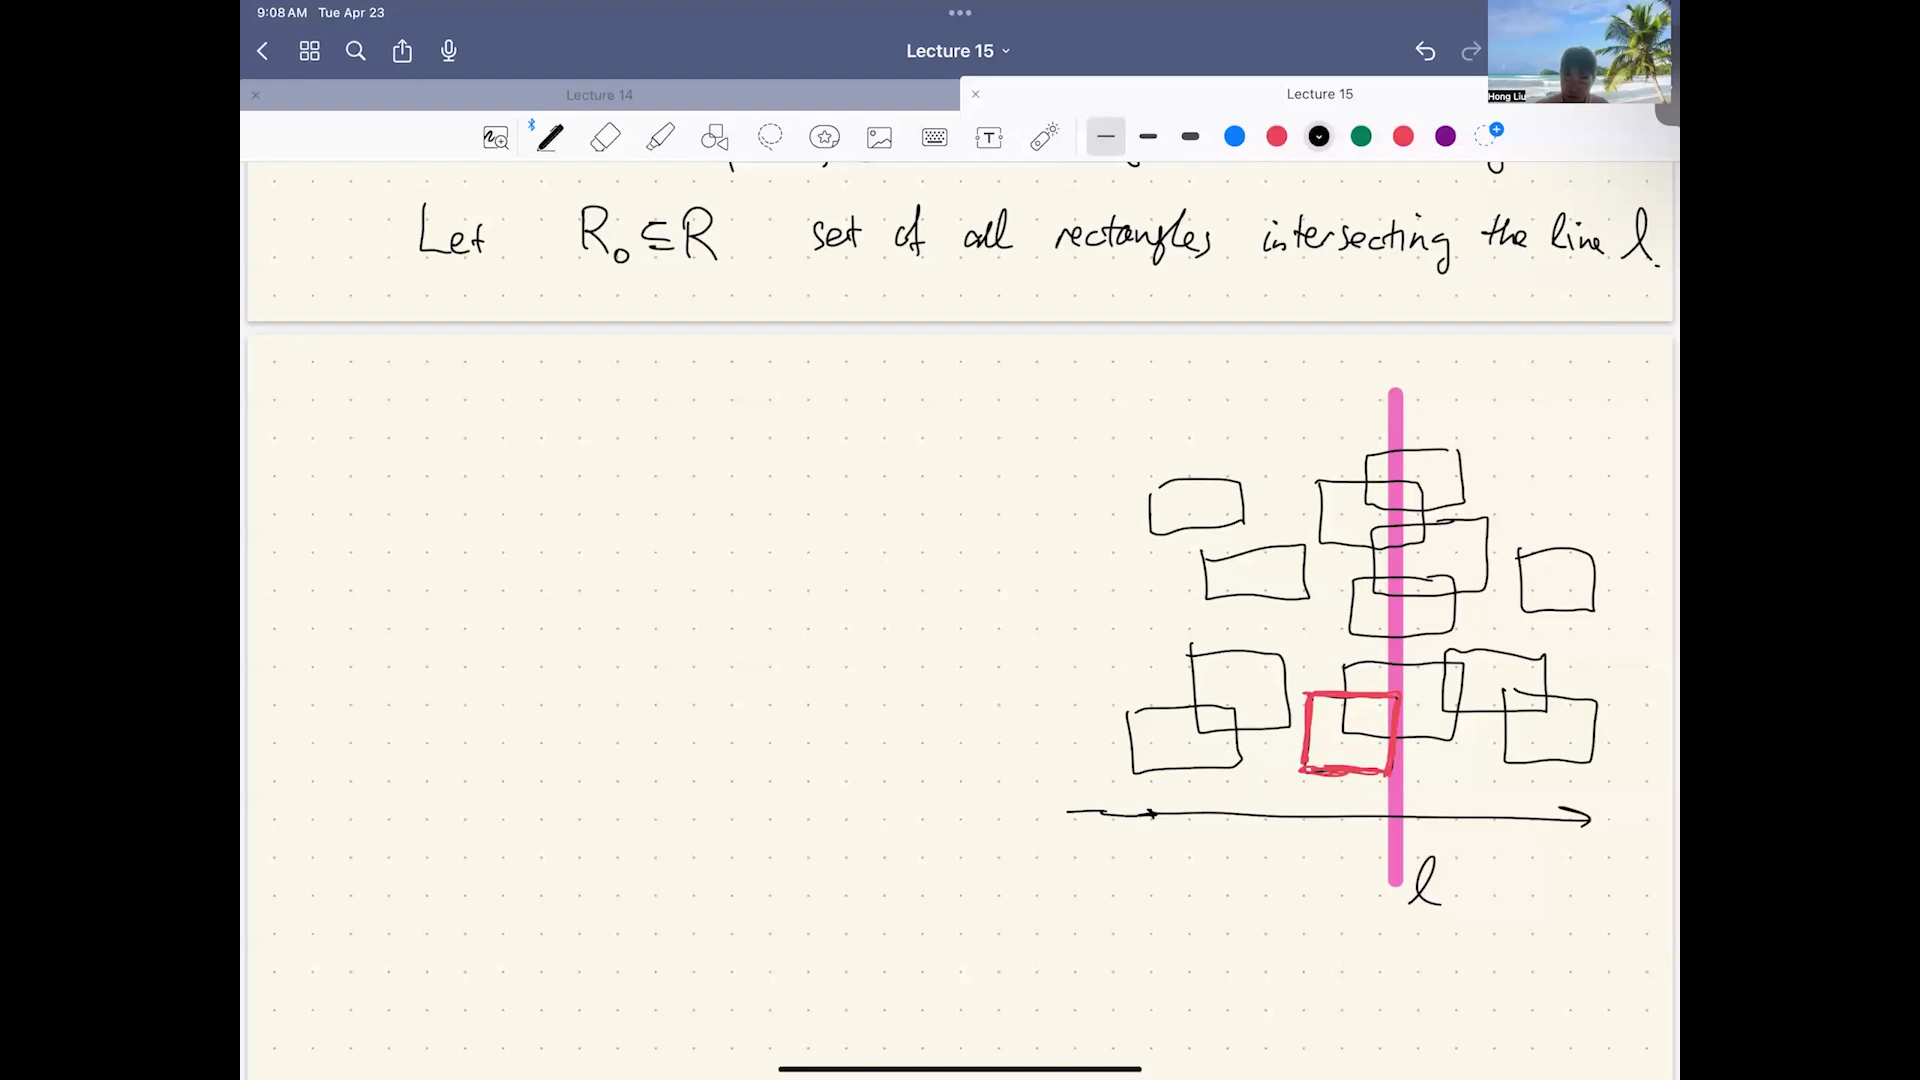 9:08 AM Tue Apr 23
Lecture 15
Hong Liu
Lecture 14
Lecture 15
Let R₀ ⊆ R set of all rectangles intersecting the line l.
l